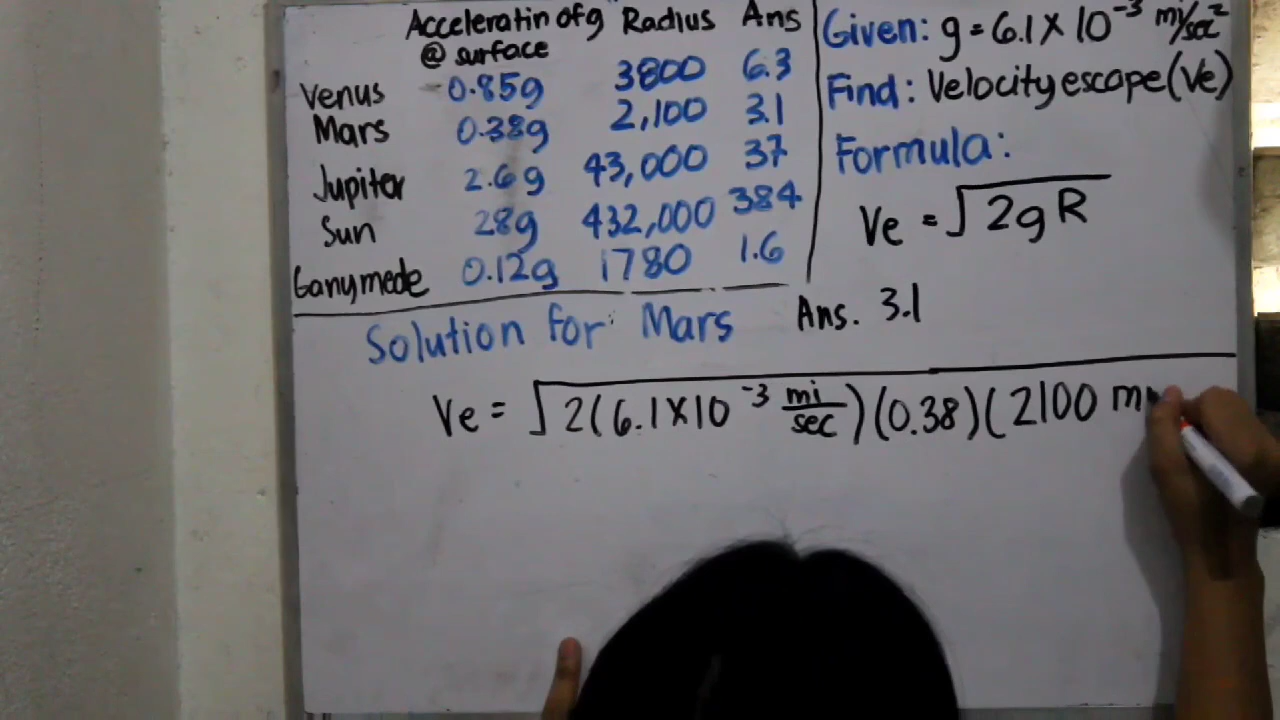 Acceleratin of g Radius Ans
@ surface
Venus 0.85g 3800 6.3
Mars 0.38g 2,100 3.1
Jupiter 2.6g 43,000 37
Sun 28g 432,000 384
Ganymede 0.12g 1780 1.6
Given: g = 6.1 x 10⁻³ mi/sec²
Find: Velocity escape (Ve)
Formula:
Ve = √2gR
Solution for: Mars Ans. 3.1
Ve = √2(6.1x10⁻³ mi/sec)(0.38)(2100 m